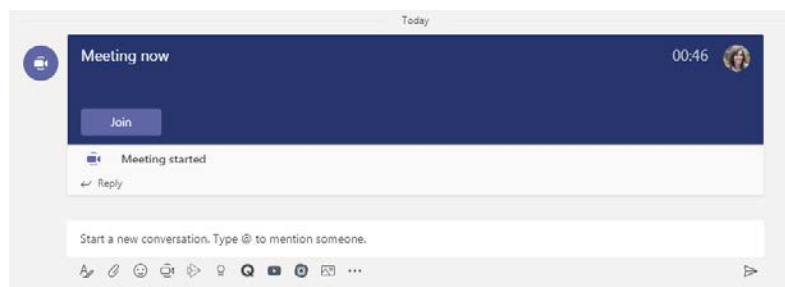 Today
Meeting now 00:46
Join
Meeting started
Reply
Start a new conversation. Type @ to mention someone.